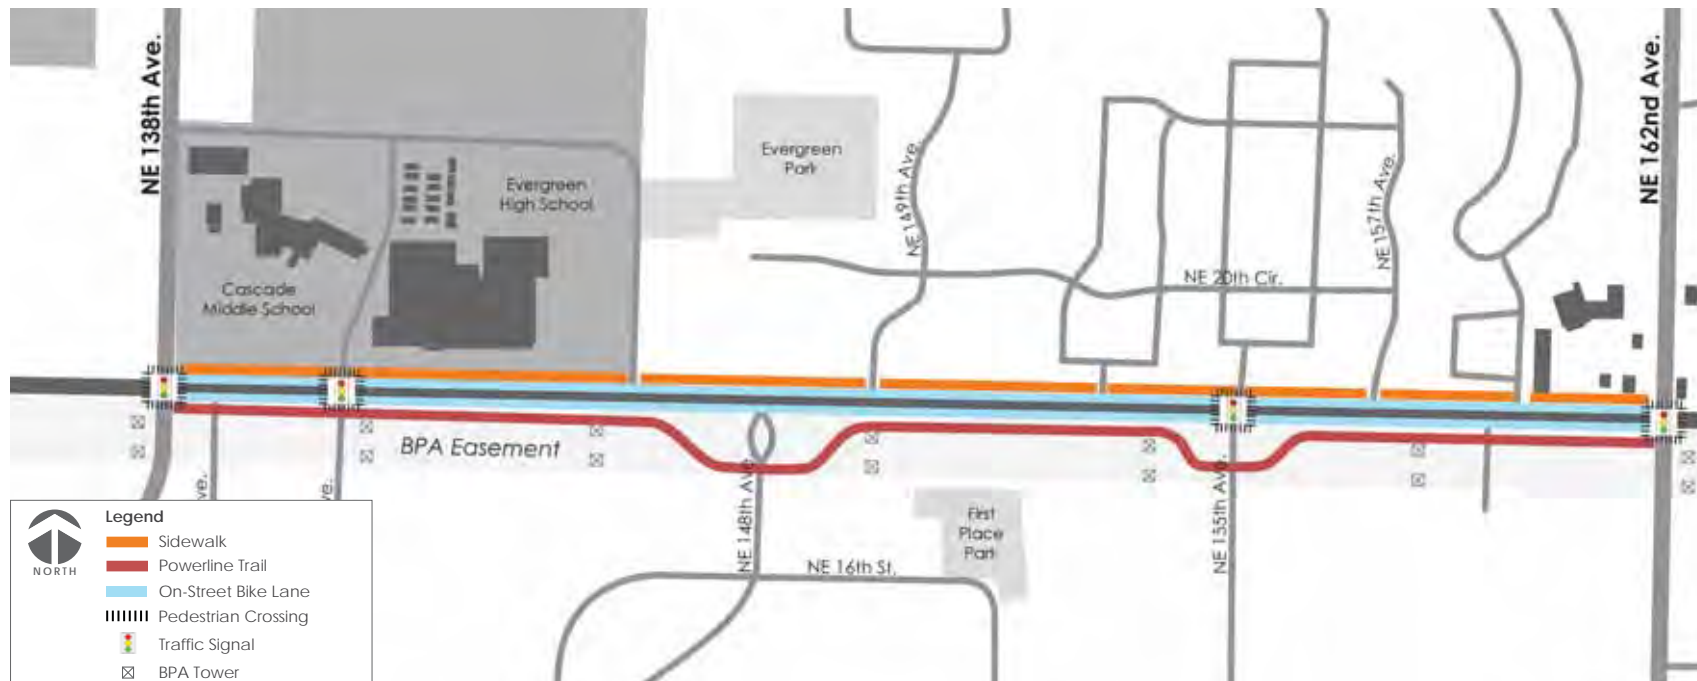 NE 138th Ave.
NE 162nd Ave.
Evergreen
Park
Evergreen
High School
NE 149th Ave.
NE 157th Ave.
NE 20th Cir.
Cascade
Middle School
BPA Easement
ve.
ve.
NE 148th Ave.
NE 155th Ave.
First
Place
Park
NE 16th St.
Legend
NORTH
Sidewalk
Powerline Trail
On-Street Bike Lane
Pedestrian Crossing
Traffic Signal
BPA Tower